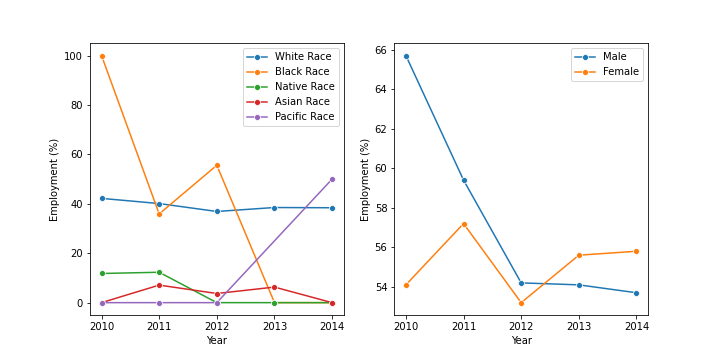 100
80
60
40
20
0
Employment (%)
2010 2011 2012 2013 2014
Year
White Race
Black Race
Native Race
Asian Race
Pacific Race
66
64
62
60
58
56
54
Employment (%)
2010 2011 2012 2013 2014
Year
Male
Female